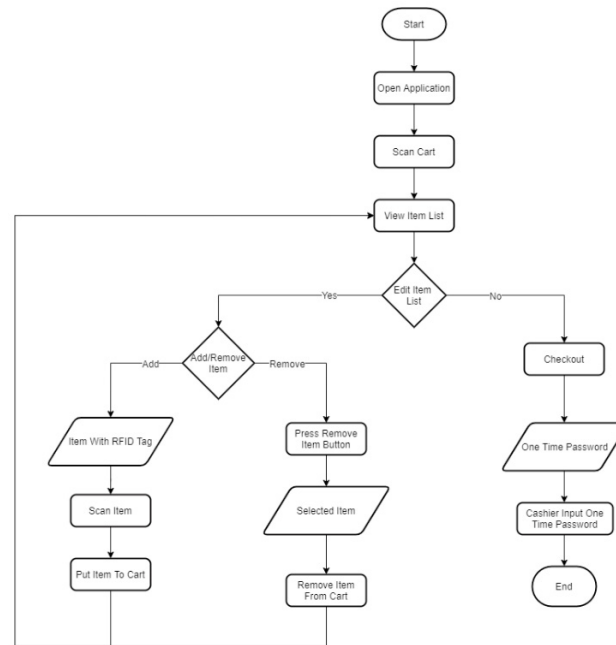 Start
Open Application
Scan Cart
View Item List
Edit Item
List
Yes
No
Add/Remove
Item
Checkout
Add
Remove
Item With RFID Tag
Press Remove
Item Button
One Time Password
Scan Item
Selected Item
Cashier Input One
Time Password
Put Item To Cart
Remove Item
From Cart
End